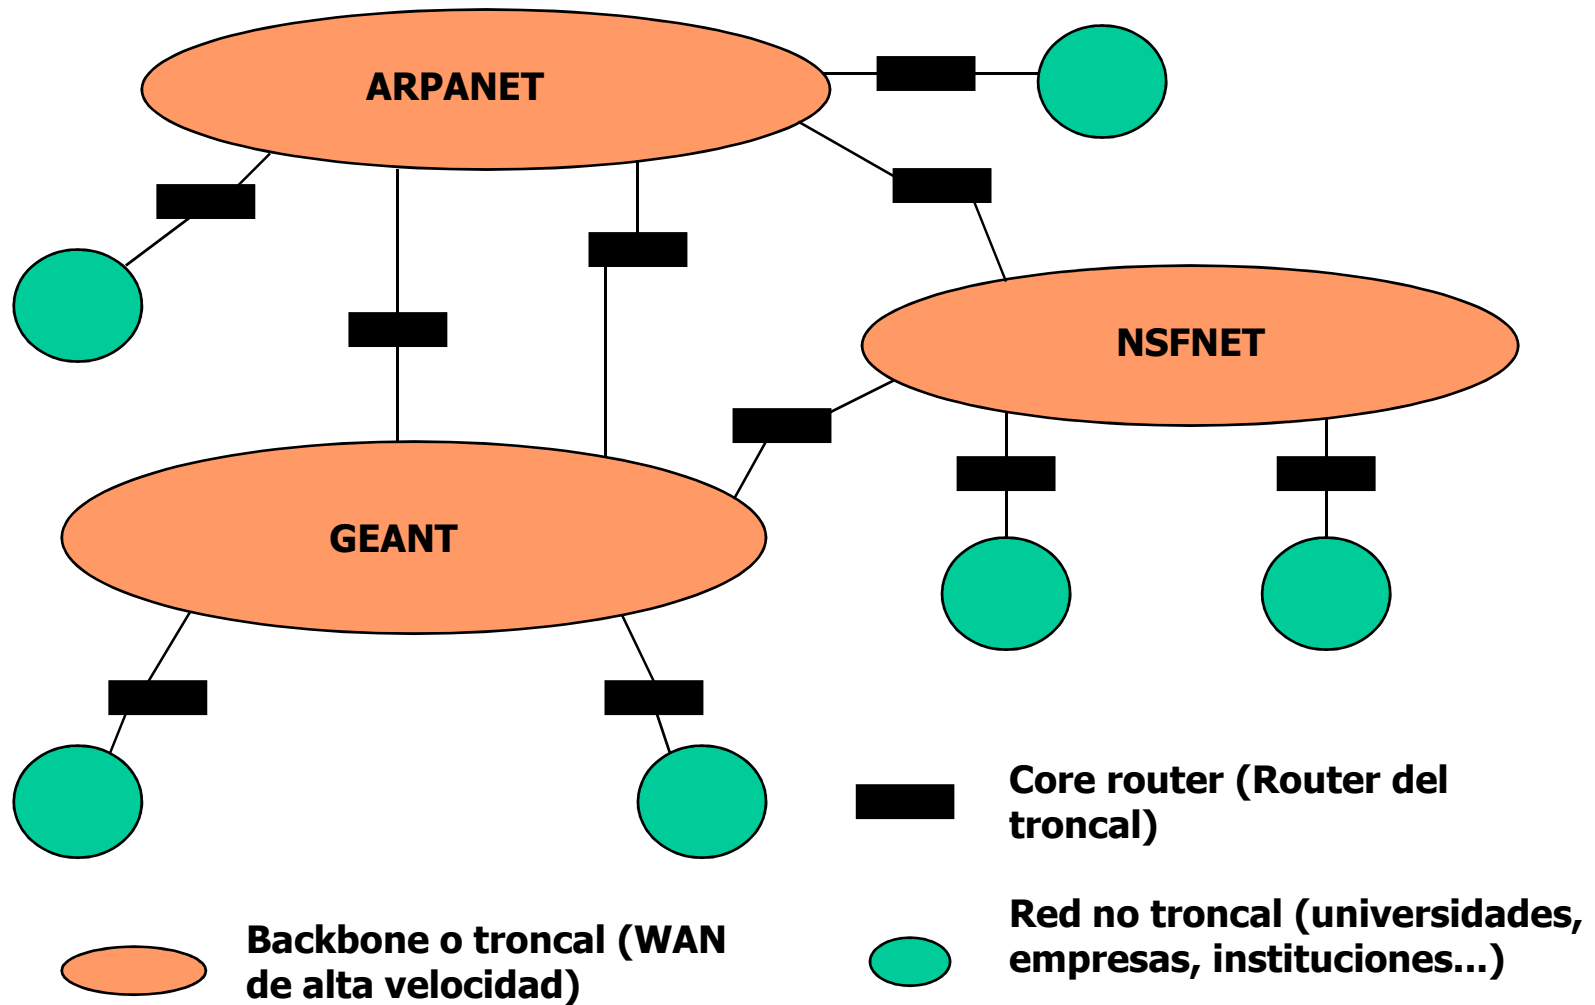 ARPANET
NSFNET
GEANT
Core router (Router del
troncal)
Red no troncal (universidades,
empresas, instituciones...)
Backbone o troncal (WAN
de alta velocidad)